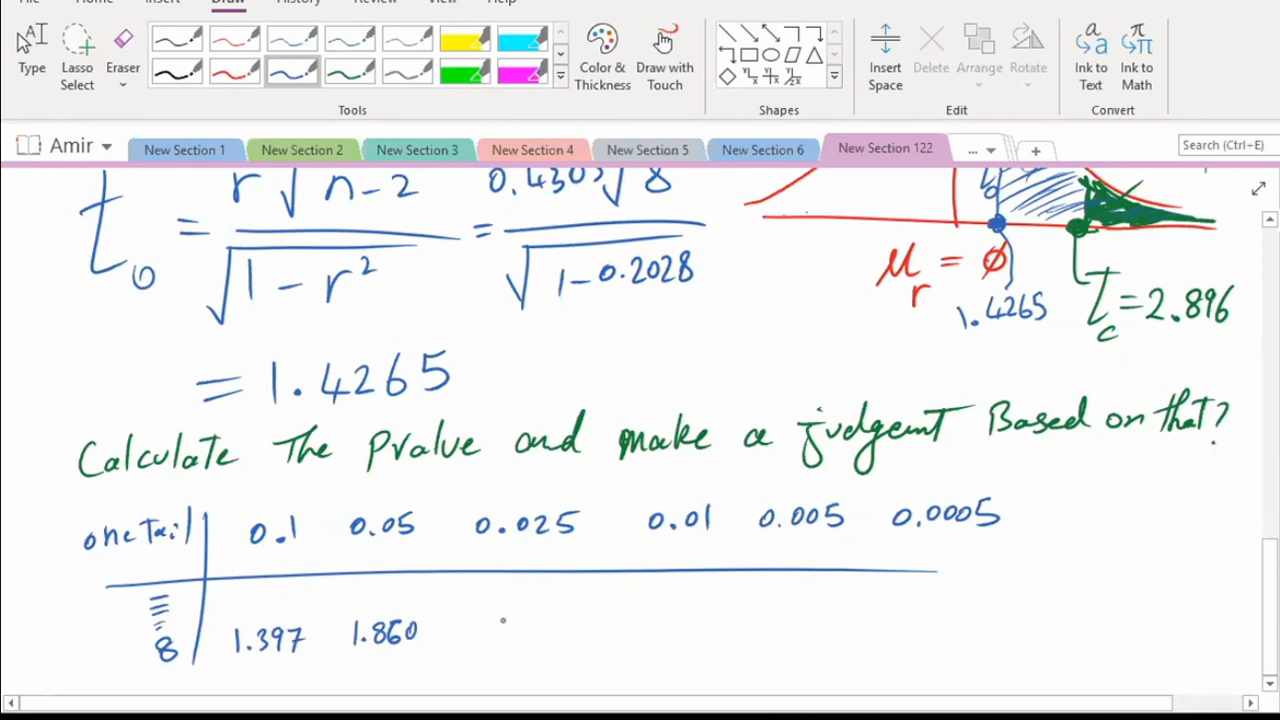 File Home Insert Draw History Review View Help
Type Lasso Select Eraser Color & Thickness Draw with Touch Insert Space Delete Arrange Rotate Ink to Text Ink to Math
Tools Shapes Edit Convert
Amir New Section 1 New Section 2 New Section 3 New Section 4 New Section 5 New Section 6 New Section 122 ... + Search (Ctrl+E)
t₀ = r√n-2 / √1-r² = √8 / √1-0.2028
μr = φ
1.4265
tc = 2.896
= 1.4265
Calculate the pvalue and make a judgemt Based on that?
one tail 0.1 0.05 0.025 0.01 0.005 0.0005
8 1.397 1.860